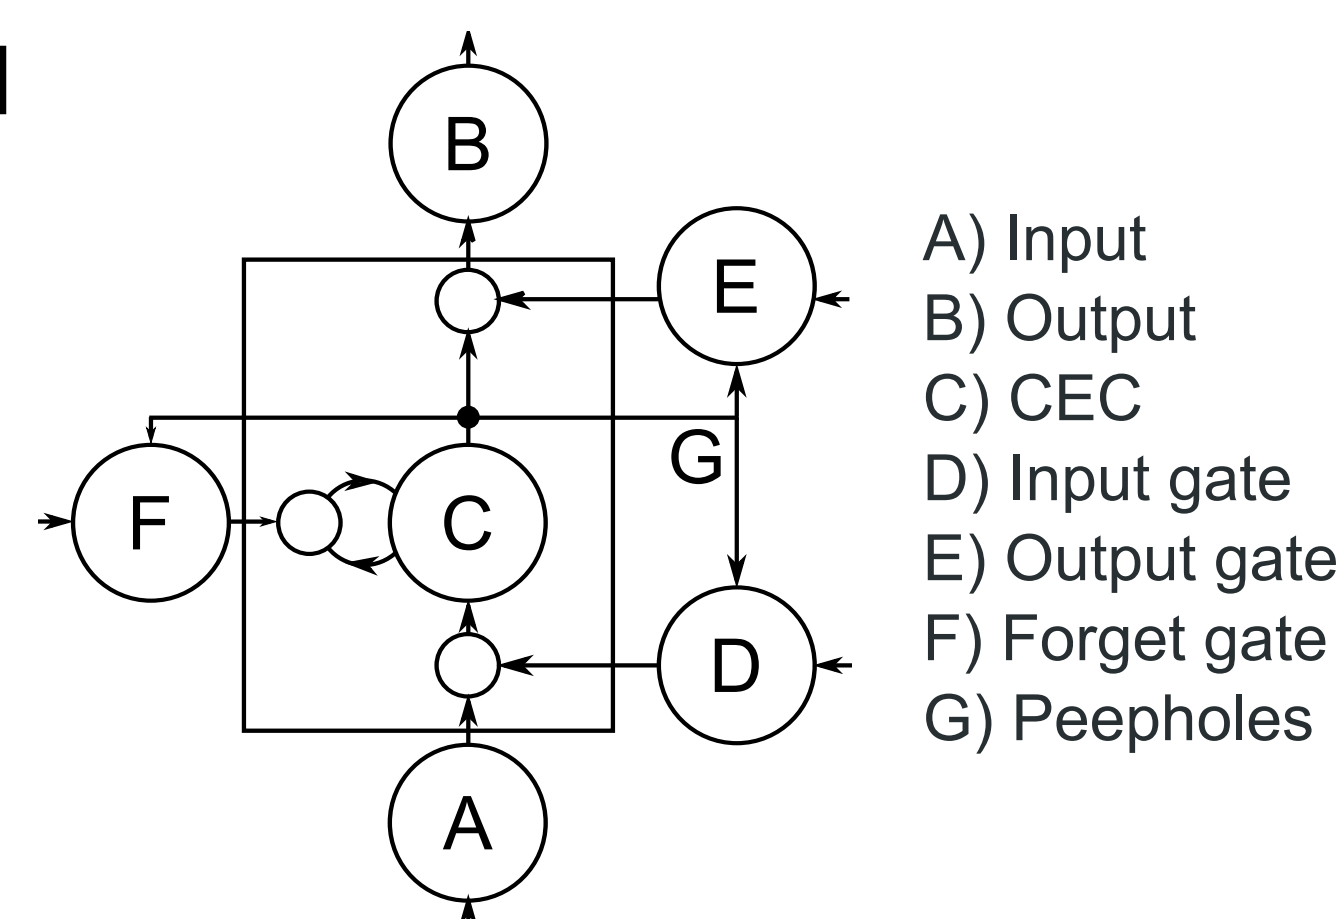 B
E
G
F
C
D
A
A) Input
B) Output
C) CEC
D) Input gate
E) Output gate
F) Forget gate
G) Peepholes